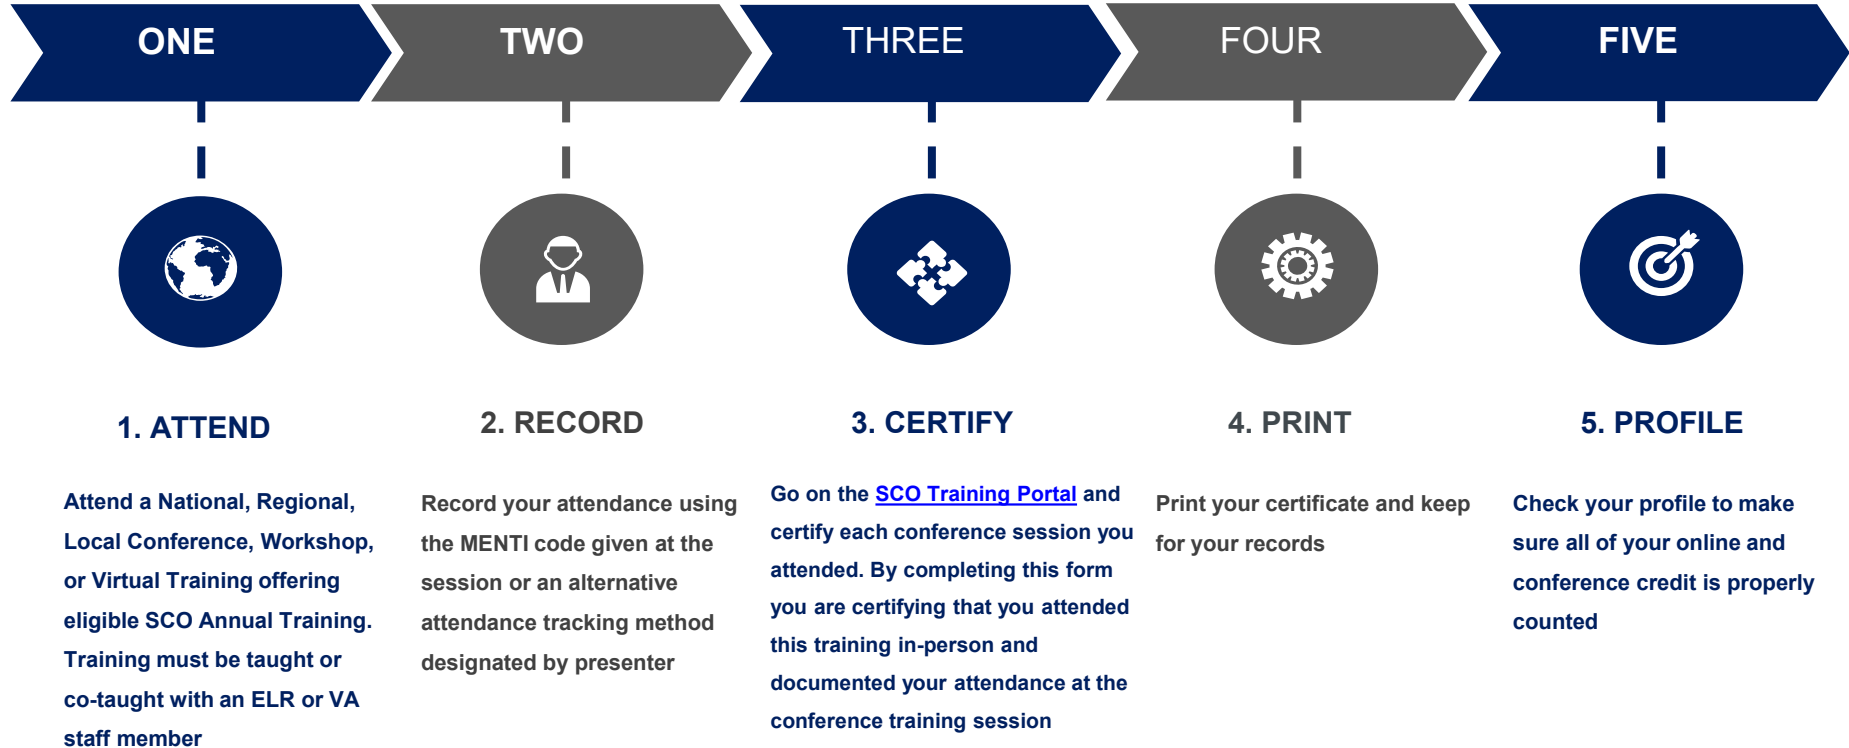 ONE
TWO
THREE
FOUR
FIVE
1. ATTEND
Attend a National, Regional,
Local Conference, Workshop,
or Virtual Training offering
eligible SCO Annual Training.
Training must be taught or
co-taught with an ELR or VA
staff member
2. RECORD
Record your attendance using
the MENTI code given at the
session or an alternative
attendance tracking method
designated by presenter
3. CERTIFY
Go on the SCO Training Portal and
certify each conference session you
attended. By completing this form
you are certifying that you attended
this training in-person and
documented your attendance at the
conference training session
4. PRINT
Print your certificate and keep
for your records
5. PROFILE
Check your profile to make
sure all of your online and
conference credit is properly
counted